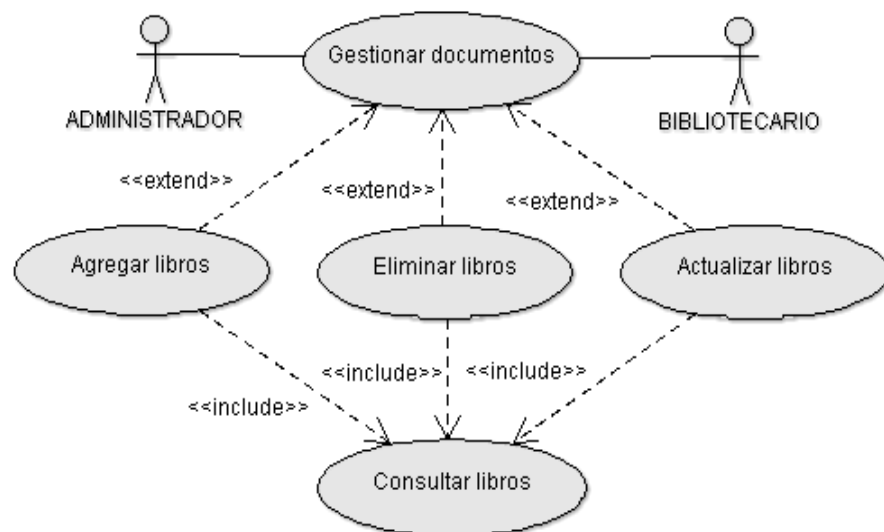 Gestionar documentos
ADMINISTRADOR
BIBLIOTECARIO
<<extend>>
<<extend>>
<<extend>>
Agregar libros
Eliminar libros
Actualizar libros
<<include>>
<<include>>
<<include>>
Consultar libros